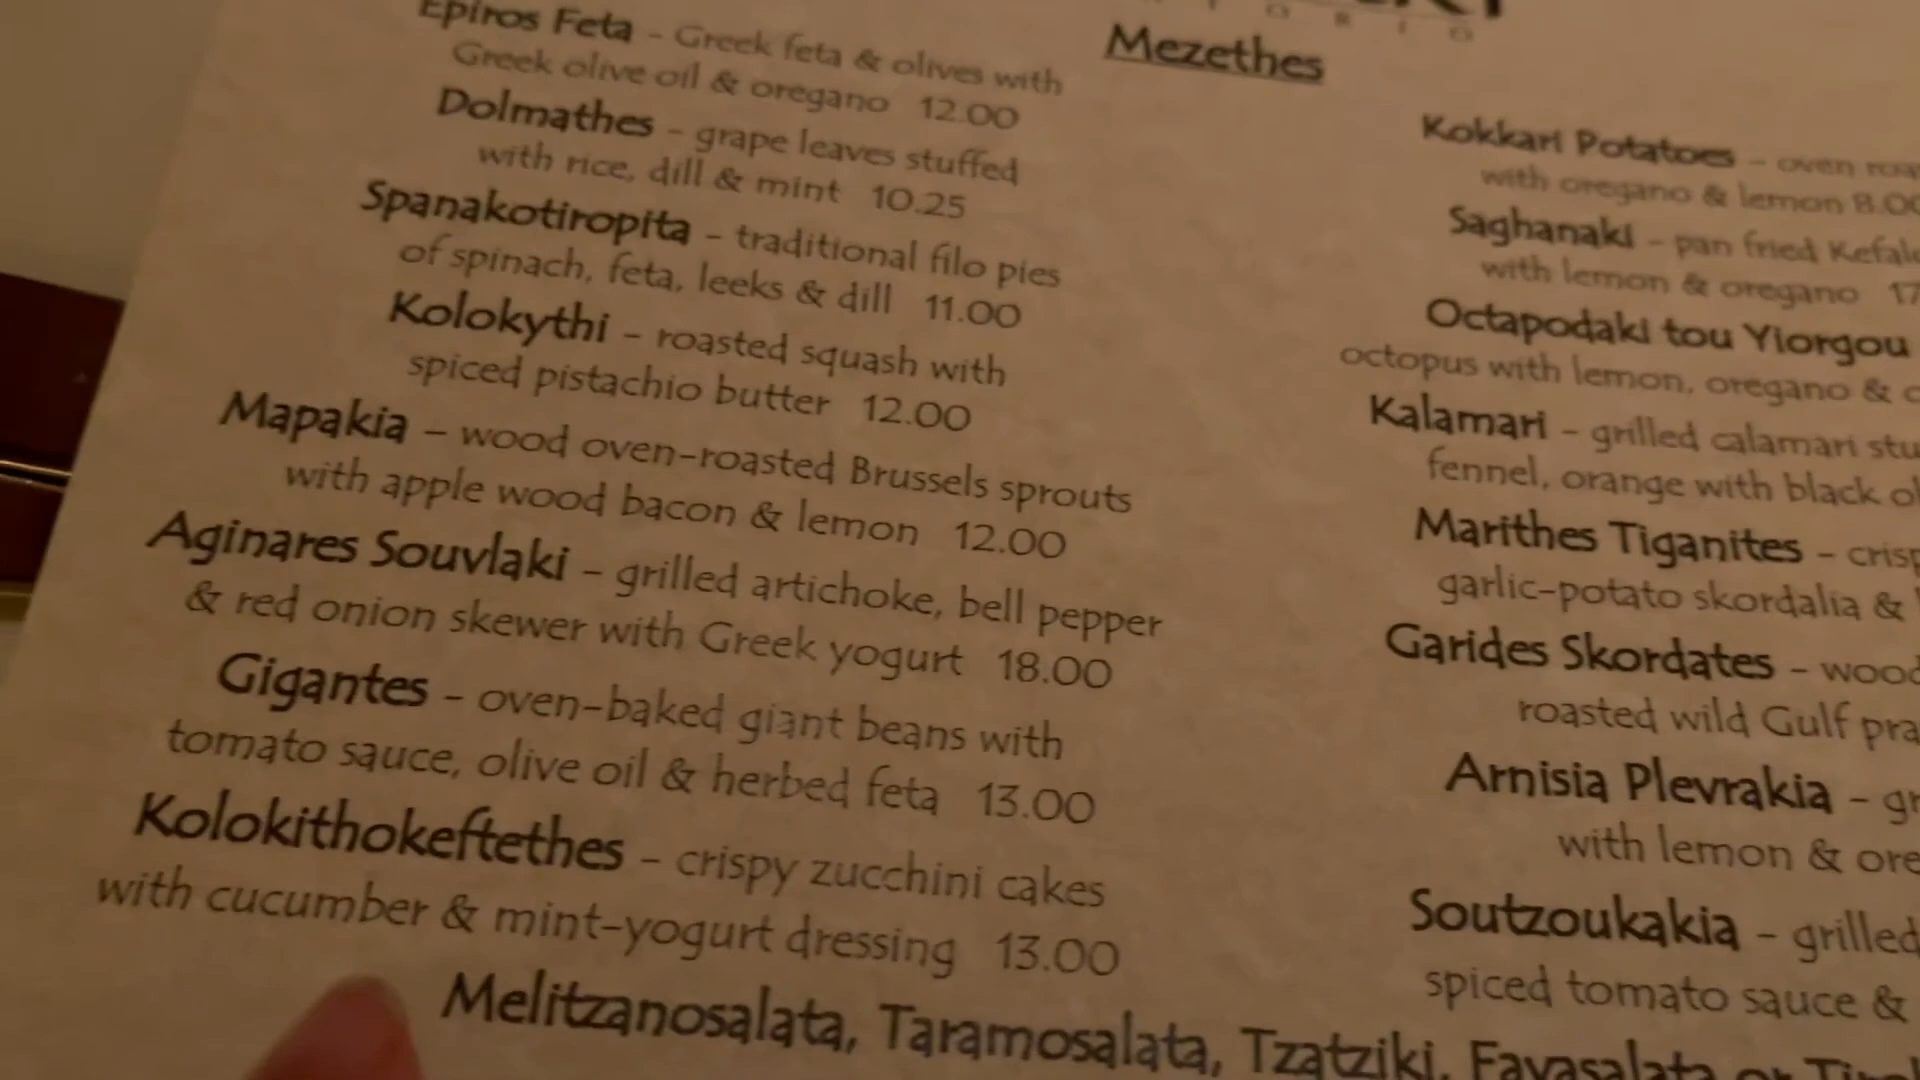 Mezethes
Epiros Feta - Greek feta & olives with
Greek olive oil & oregano 12.00
Dolmathes - grape leaves stuffed
with rice, dill & mint 10.25
Spanakotiropita - traditional filo pies
of spinach, feta, leeks & dill 11.00
Kolokythi - roasted squash with
spiced pistachio butter 12.00
Mapakia - wood oven-roasted Brussels sprouts
with apple wood bacon & lemon 12.00
Aginares Souvlaki - grilled artichoke, bell pepper
& red onion skewer with Greek yogurt 18.00
Gigantes - oven-baked giant beans with
tomato sauce, olive oil & herbed feta 13.00
Kolokithokeftethes - crispy zucchini cakes
with cucumber & mint-yogurt dressing 13.00
Kokkari Potatoes - oven
with oregano & lemon 8.00
Saghanaki - pan fried
with lemon & oregano
Octapodaki tou Yiorgou
octopus with lemon, oregano &
Kalamari - grilled calamari
fennel, orange with black
Marithes Tiganites -
garlic-potato skordalia &
Garides Skordates -
roasted wild Gulf
Arnisia Plevrakia -
with lemon &
Soutzoukakia - grilled
spiced tomato sauce &
Melitzanosalata, Taramosalata, Tzatziki, Favasalata or